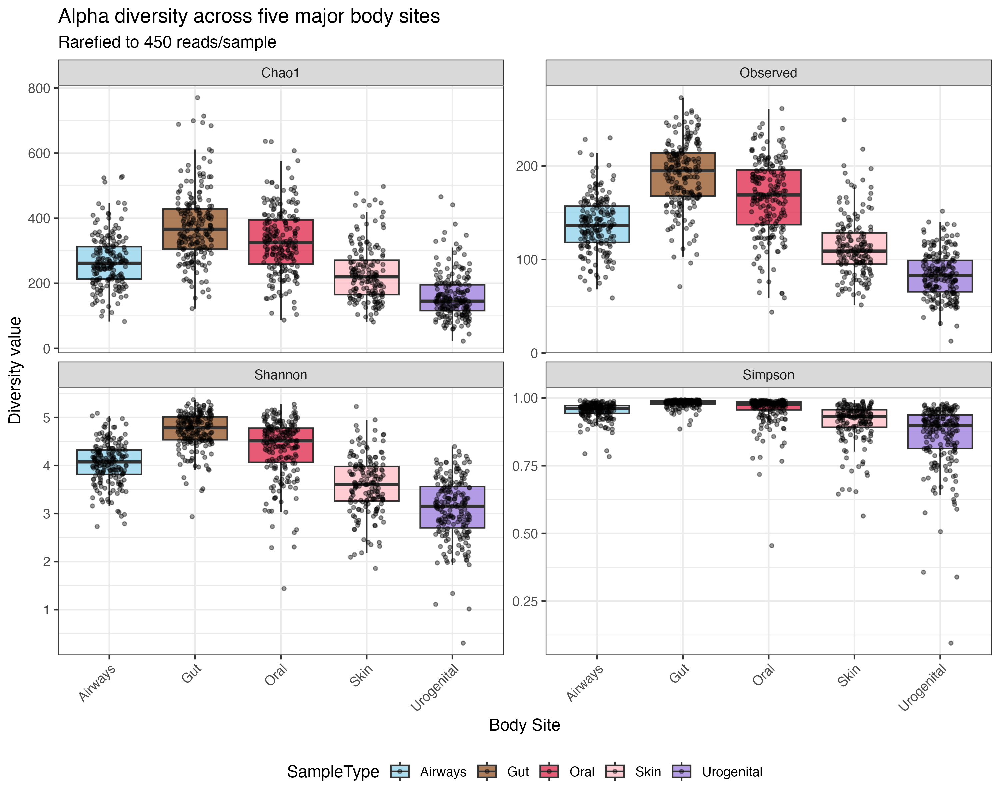 Alpha diversity across five major body sites
Rarefied to 450 reads/sample
Chao1
Observed
800
600
400
200
0
200
100
0
Diversity value
Shannon
Simpson
5
4
3
2
1
1.00
0.75
0.50
0.25
Airways
Gut
Oral
Skin
Urogenital
Airways
Gut
Oral
Skin
Urogenital
Body Site
SampleType Airways Gut Oral Skin Urogenital